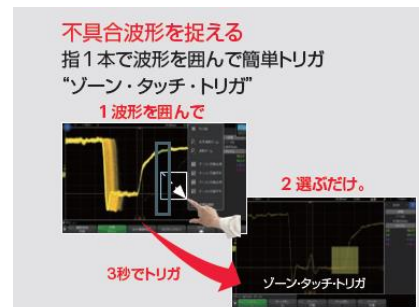 不具合波形を捉える
指1本で波形を囲んで簡単トリガ
“ゾーン・タッチ・トリガ”
1 波形を囲んで
2 選ぶだけ。
3秒でトリガ
ゾーン・タッチ・トリガ